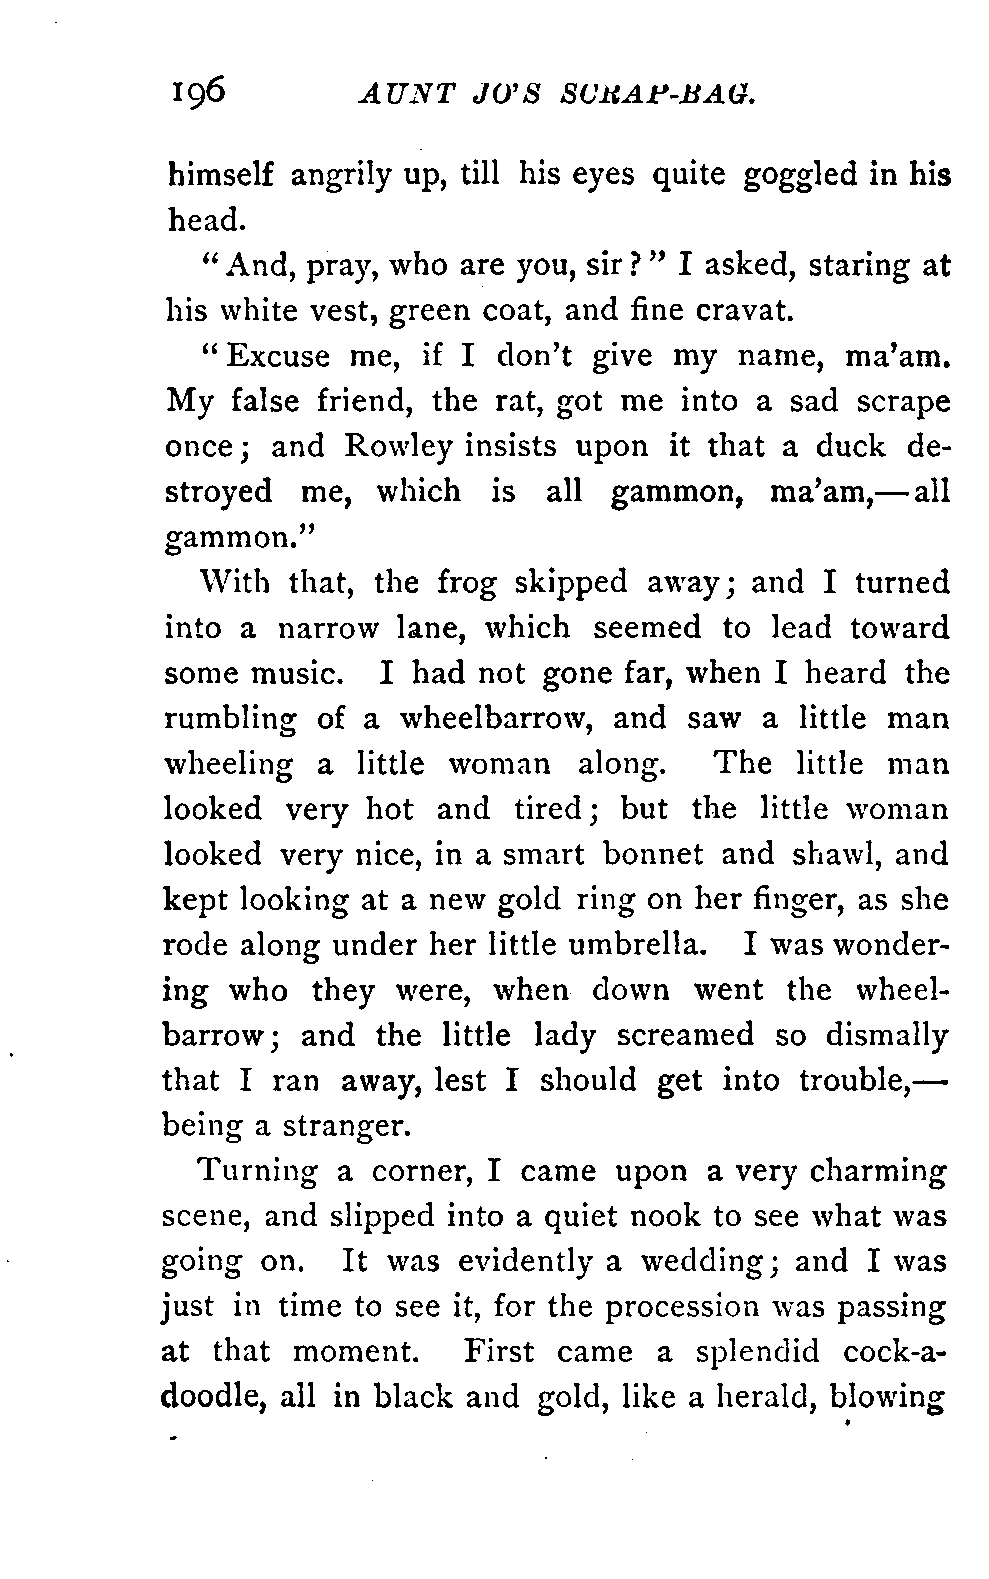 196 AUNT JO'S SCRAP-BAG.
himself angrily up, till his eyes quite goggled in his
head.
"And, pray, who are you, sir?" I asked, staring at
his white vest, green coat, and fine cravat.
"Excuse me, if I don't give my name, ma'am.
My false friend, the rat, got me into a sad scrape
once; and Rowley insists upon it that a duck de-
stroyed me, which is all gammon, ma'am,—all
gammon."
With that, the frog skipped away; and I turned
into a narrow lane, which seemed to lead toward
some music. I had not gone far, when I heard the
rumbling of a wheelbarrow, and saw a little man
wheeling a little woman along. The little man
looked very hot and tired; but the little woman
looked very nice, in a smart bonnet and shawl, and
kept looking at a new gold ring on her finger, as she
rode along under her little umbrella. I was wonder-
ing who they were, when down went the wheel-
barrow; and the little lady screamed so dismally
that I ran away, lest I should get into trouble,—
being a stranger.
Turning a corner, I came upon a very charming
scene, and slipped into a quiet nook to see what was
going on. It was evidently a wedding; and I was
just in time to see it, for the procession was passing
at that moment. First came a splendid cock-a-
doodle, all in black and gold, like a herald, blowing